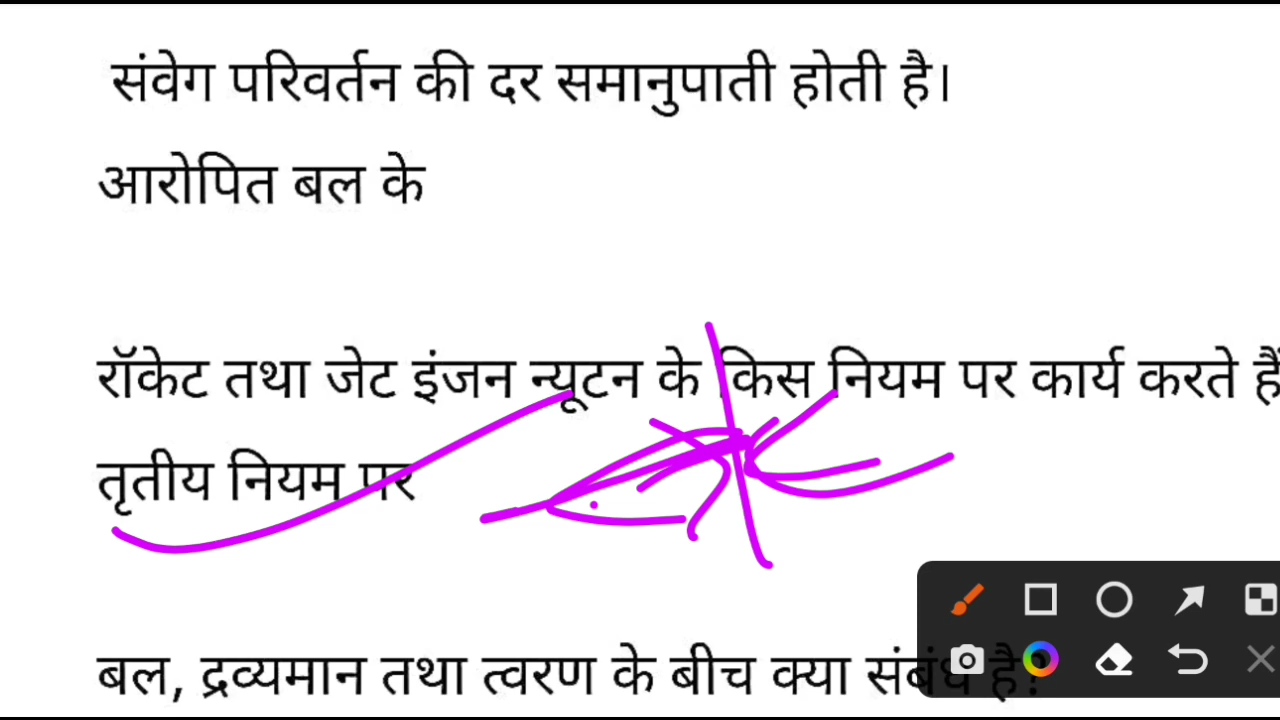 संवेग परिवर्तन की दर समानुपाती होती है।
आरोपित बल के
रॉकेट तथा जेट इंजन न्यूटन के किस नियम पर कार्य करते हैं
तृतीय नियम पर
बल, द्रव्यमान तथा त्वरण के बीच क्या संबंध है?